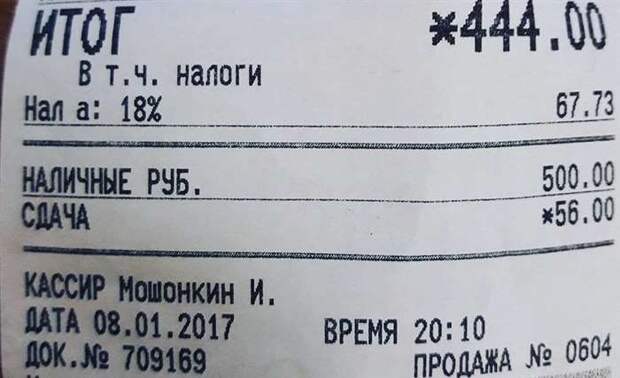 ИТОГ *444.00
В т.ч. налоги
Нал а: 18% 67.73
НАЛИЧНЫЕ РУБ. 500.00
СДАЧА *56.00
КАССИР Мошонкин И.
ДАТА 08.01.2017 ВРЕМЯ 20:10
ДОК.№ 709169 ПРОДАЖА № 0604